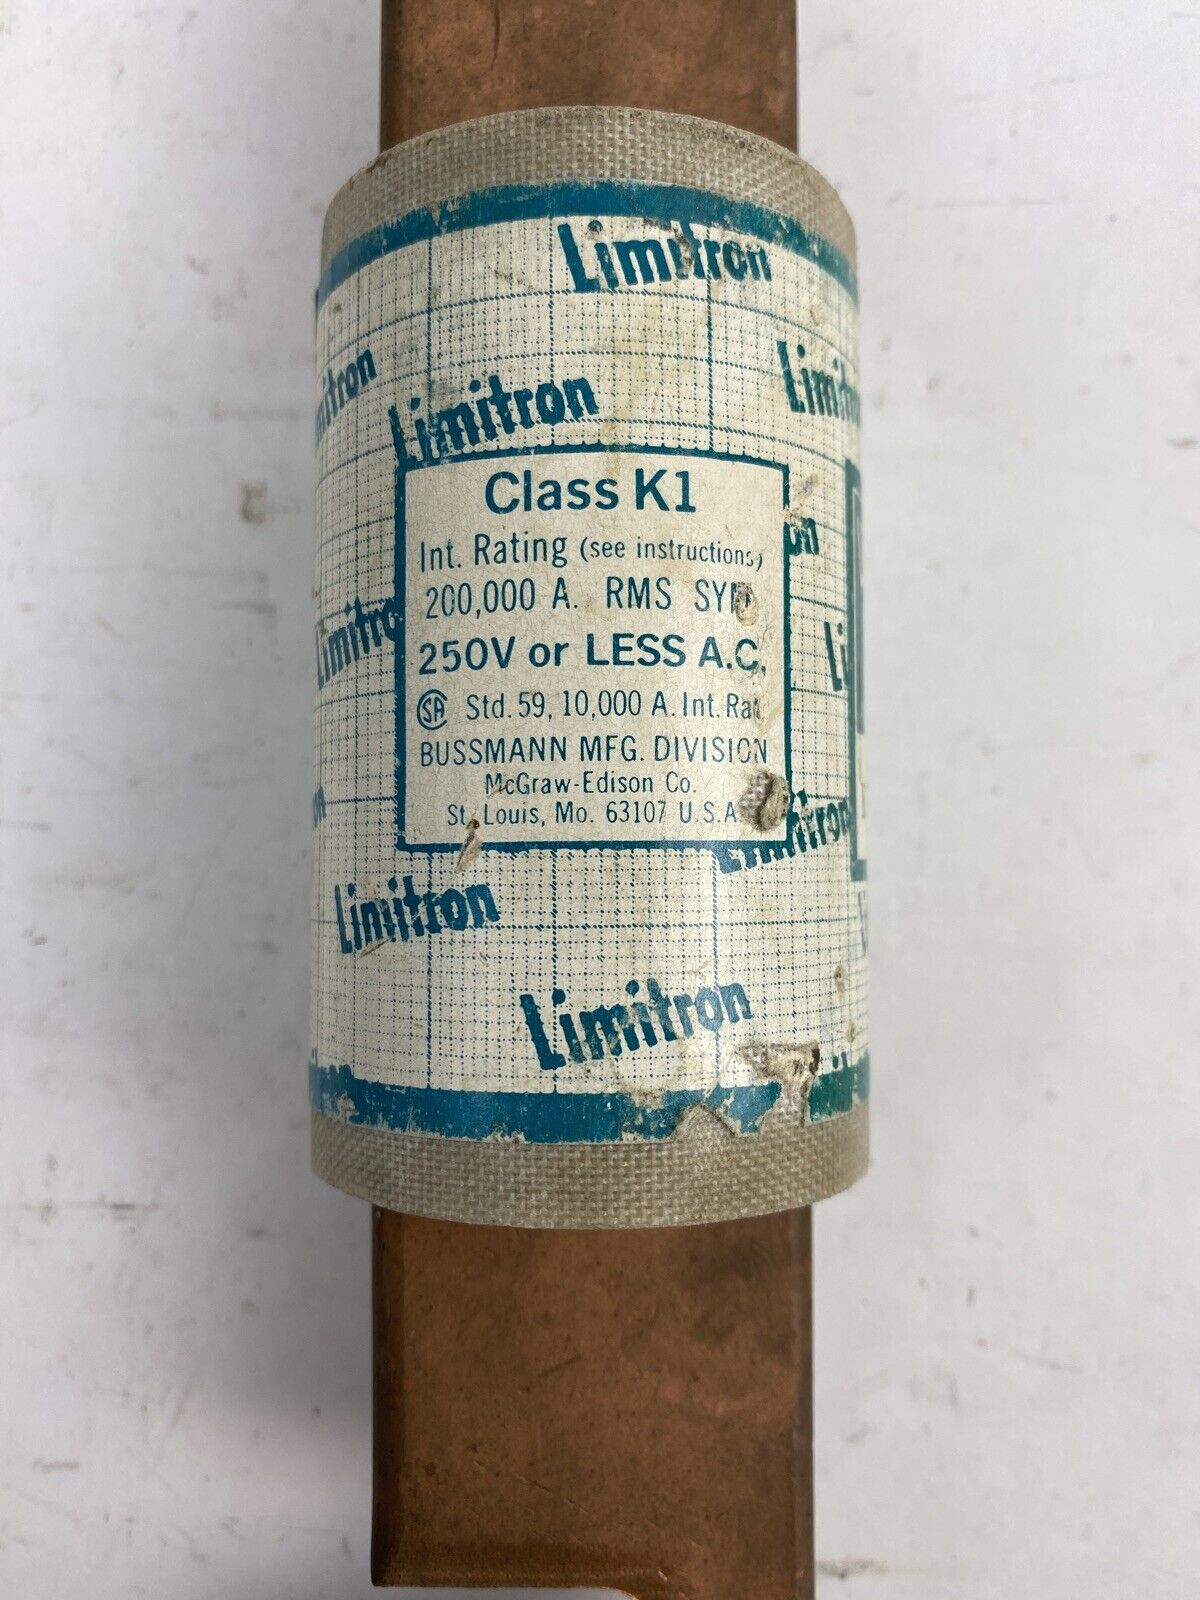 Limitron
Limitron
Class K1
Int. Rating (see instructions)
200,000 A. RMS SYM
250V or LESS A.C.
CSA Std. 59, 10,000 A. Int. Rat.
BUSSMANN MFG. DIVISION
McGraw-Edison Co.
St. Louis, Mo. 63107 U.S.A.
Limitron
Limitron
Limitron